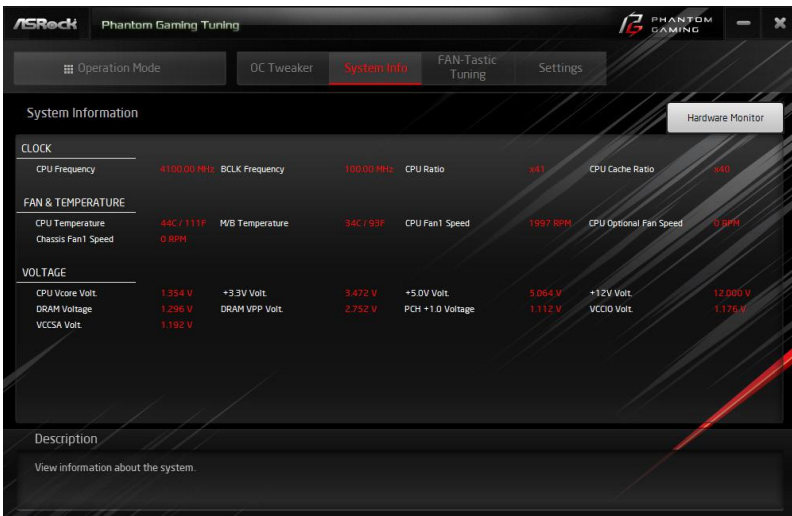 ASRock Phantom Gaming Tuning PHANTOM GAMING
Operation Mode OC Tweaker System Info FAN-Tastic Tuning Settings
System Information Hardware Monitor
CLOCK
CPU Frequency 4100.00 MHz BCLK Frequency 100.00 MHz CPU Ratio x41 CPU Cache Ratio x40
FAN & TEMPERATURE
CPU Temperature 44C / 111F M/B Temperature 34C / 93F CPU Fan1 Speed 1997 RPM CPU Optional Fan Speed 0 RPM
Chassis Fan1 Speed 0 RPM
VOLTAGE
CPU Vcore Volt. 1.354 V +3.3V Volt. 3.472 V +5.0V Volt. 5.064 V +12V Volt. 12.000 V
DRAM Voltage 1.296 V DRAM VPP Volt. 2.752 V PCH +1.0 Voltage 1.112 V VCCIO Volt. 1.176 V
VCCSA Volt. 1.192 V
Description
View information about the system.